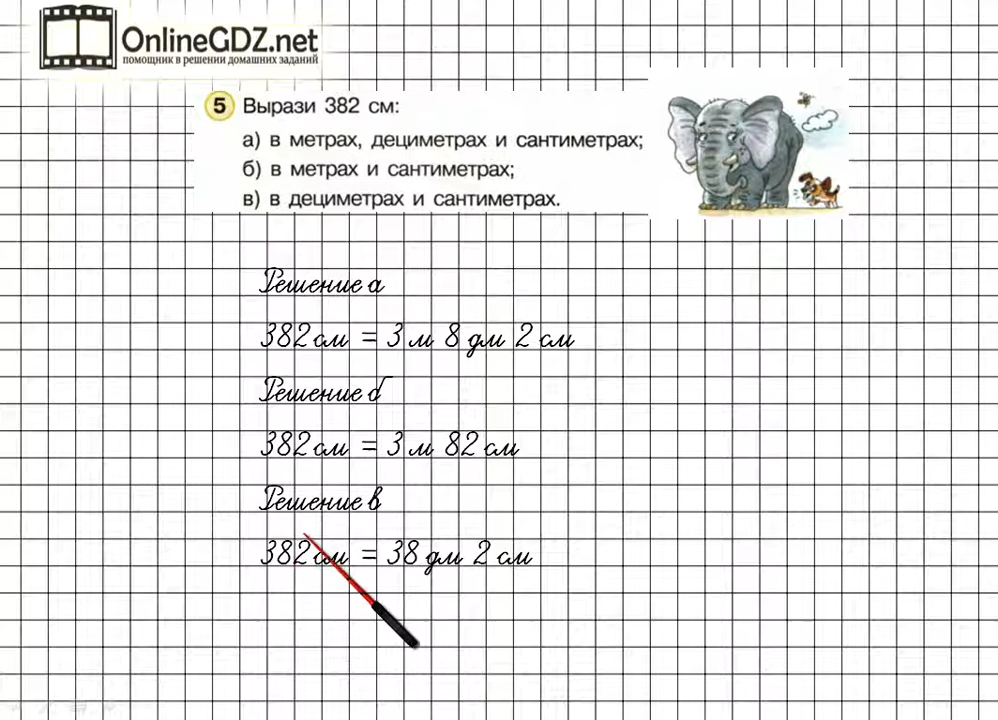 OnlineGDZ.net
помощник в решении домашних заданий
5 Вырази 382 см:
а) в метрах, дециметрах и сантиметрах;
б) в метрах и сантиметрах;
в) в дециметрах и сантиметрах.
Решение а
382 см = 3 м 8 дм 2 см
Решение б
382 см = 3 м 82 см
Решение в
382 см = 38 дм 2 см